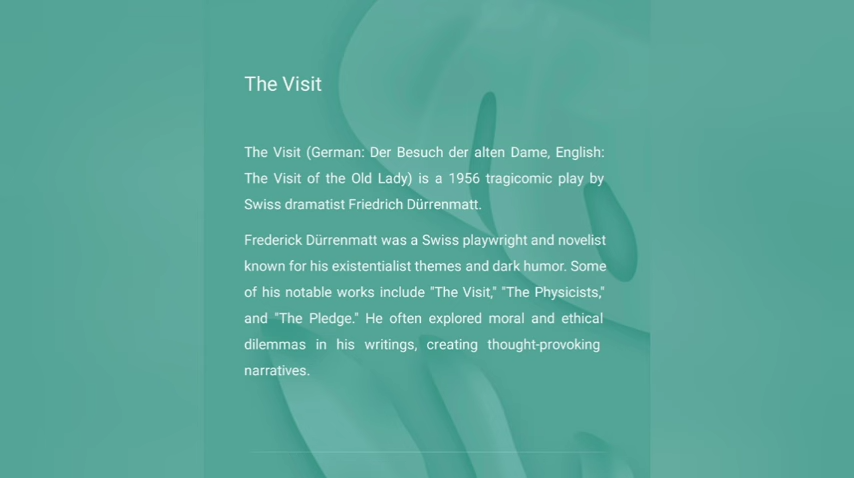 The Visit
The Visit (German: Der Besuch der alten Dame, English:
The Visit of the Old Lady) is a 1956 tragicomic play by
Swiss dramatist Friedrich Dürrenmatt.
Frederick Dürrenmatt was a Swiss playwright and novelist
known for his existentialist themes and dark humor. Some
of his notable works include "The Visit," "The Physicists,"
and "The Pledge." He often explored moral and ethical
dilemmas in his writings, creating thought-provoking
narratives.